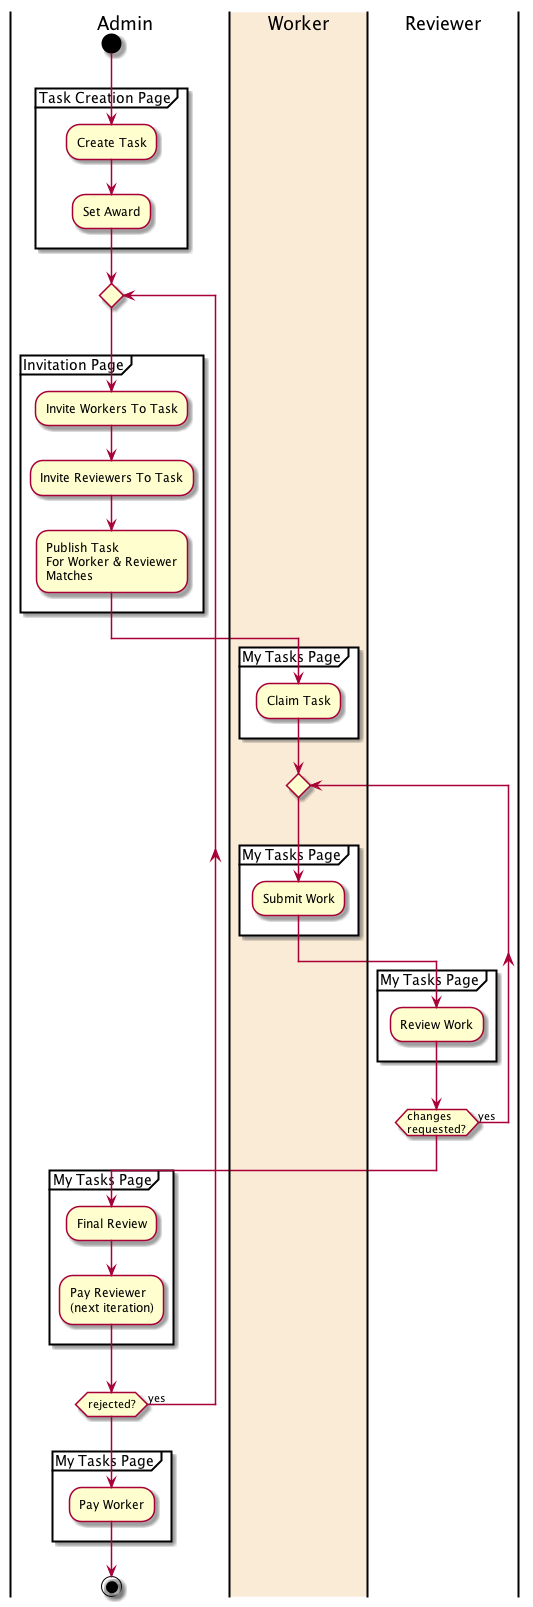 Admin
Worker
Reviewer
Task Creation Page
Create Task
Set Award
Invitation Page
Invite Workers To Task
Invite Reviewers To Task
Publish Task
For Worker & Reviewer
Matches
My Tasks Page
Claim Task
My Tasks Page
Submit Work
My Tasks Page
Review Work
changes
requested?
yes
My Tasks Page
Final Review
Pay Reviewer
(next iteration)
rejected?
yes
My Tasks Page
Pay Worker